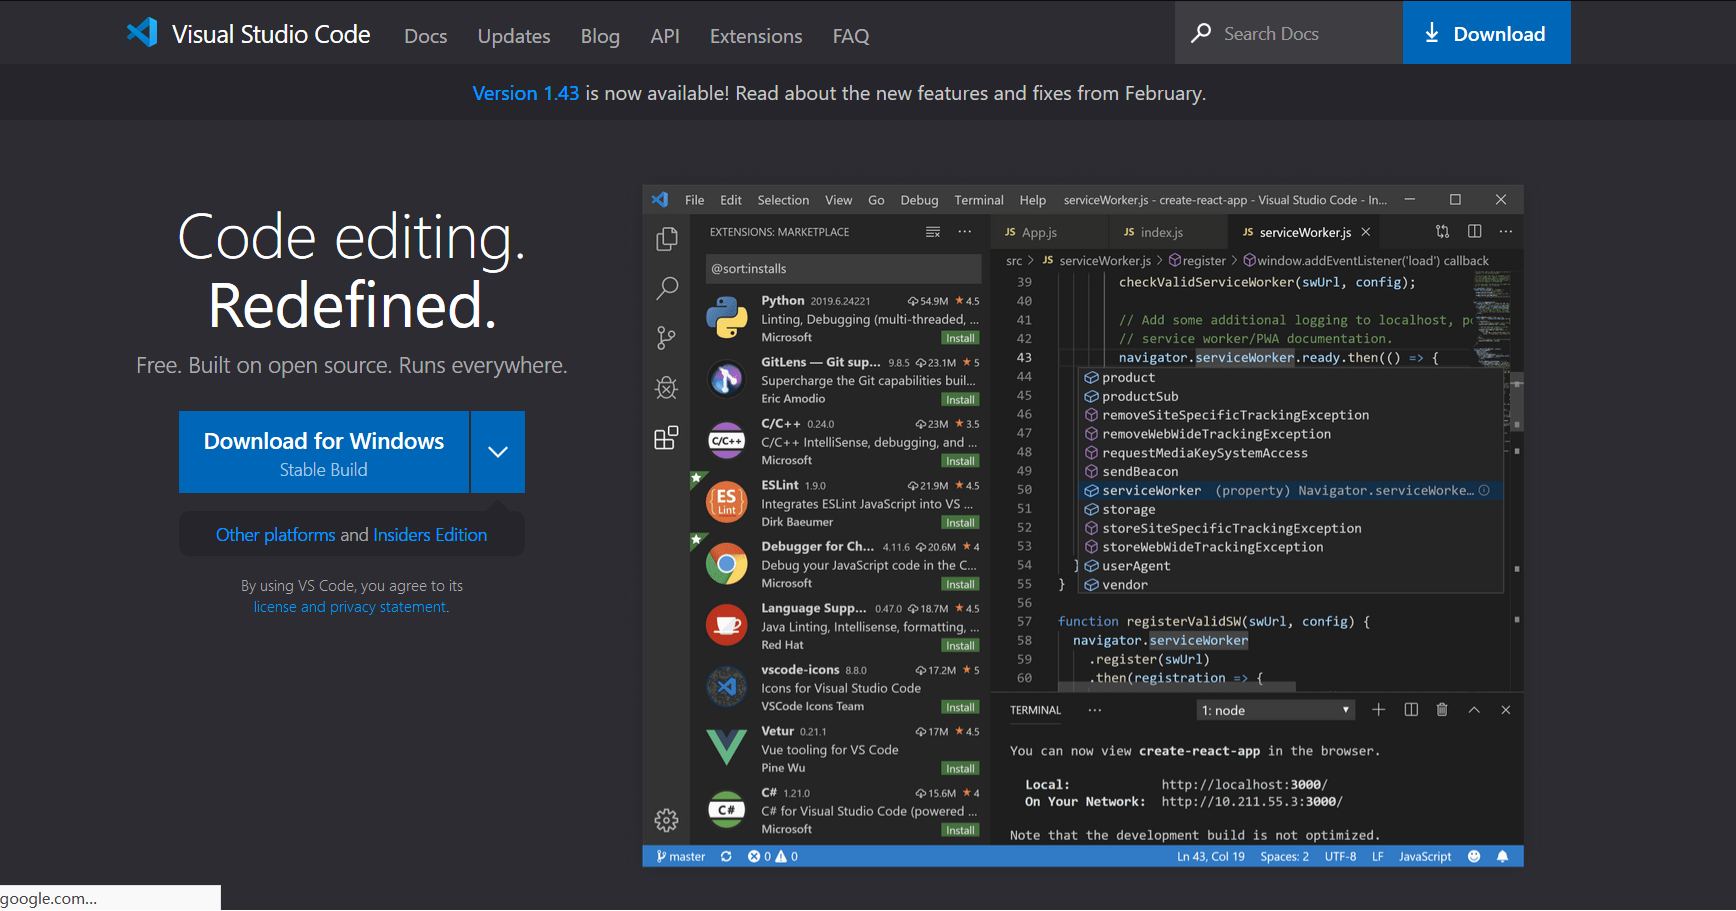 Visual Studio Code Docs Updates Blog API Extensions FAQ Search Docs Download
Version 1.43 is now available! Read about the new features and fixes from February.
Code editing.
Redefined.
Free. Built on open source. Runs everywhere.
Download for Windows
Stable Build
Other platforms and Insiders Edition
By using VS Code, you agree to its
license and privacy statement.
File Edit Selection View Go Debug Terminal Help serviceWorker.js - create-react-app - Visual Studio Code - In...
EXTENSIONS: MARKETPLACE
@sort:installs
Python 2019.6.24221 54.9M 4.5
Linting, Debugging (multi-threaded, ...
Microsoft Install
GitLens — Git sup... 9.8.5 23.1M 5
Supercharge the Git capabilities buil...
Eric Amodio Install
C/C++
C/C++ 0.24.0 23M 3.5
C/C++ IntelliSense, debugging, and ...
Microsoft Install
ES
Lint
ESLint 1.9.0 21.9M 4.5
Integrates ESLint JavaScript into VS ...
Dirk Baeumer Install
Debugger for Ch... 4.11.6 20.6M 4
Debug your JavaScript code in the C...
Microsoft Install
Language Supp... 0.47.0 18.7M 4.5
Java Linting, Intellisense, formatting, ...
Red Hat Install
vscode-icons 8.8.0 17.2M 5
Icons for Visual Studio Code
VSCode Icons Team Install
Vetur 0.21.1 17M 4.5
Vue tooling for VS Code
Pine Wu Install
C#
C# 1.21.0 15.6M 4
C# for Visual Studio Code (powered ...
Microsoft Install
JS App.js JS index.js JS serviceWorker.js
src > JS serviceWorker.js > register > window.addEventListener('load') callback
39 checkValidServiceWorker(swUrl, config);
40
41 // Add some additional logging to localhost, po
42 // service worker/PWA documentation.
43 navigator.serviceWorker.ready.then(() => {
44 product
45 productSub
46 removeSiteSpecificTrackingException
47 removeWebWideTrackingException
48 requestMediaKeySystemAccess
49 sendBeacon
50 serviceWorker (property) Navigator.serviceWorke...
51 storage
52 storeSiteSpecificTrackingException
53 storeWebWideTrackingException
54 } userAgent
55 } vendor
56
57 function registerValidSW(swUrl, config) {
58 navigator.serviceWorker
59 .register(swUrl)
60 .then(registration => {
TERMINAL ... 1: node
You can now view create-react-app in the browser.
Local: http://localhost:3000/
On Your Network: http://10.211.55.3:3000/
Note that the development build is not optimized.
master 0 0 Ln 43, Col 19 Spaces: 2 UTF-8 LF JavaScript
google.com...